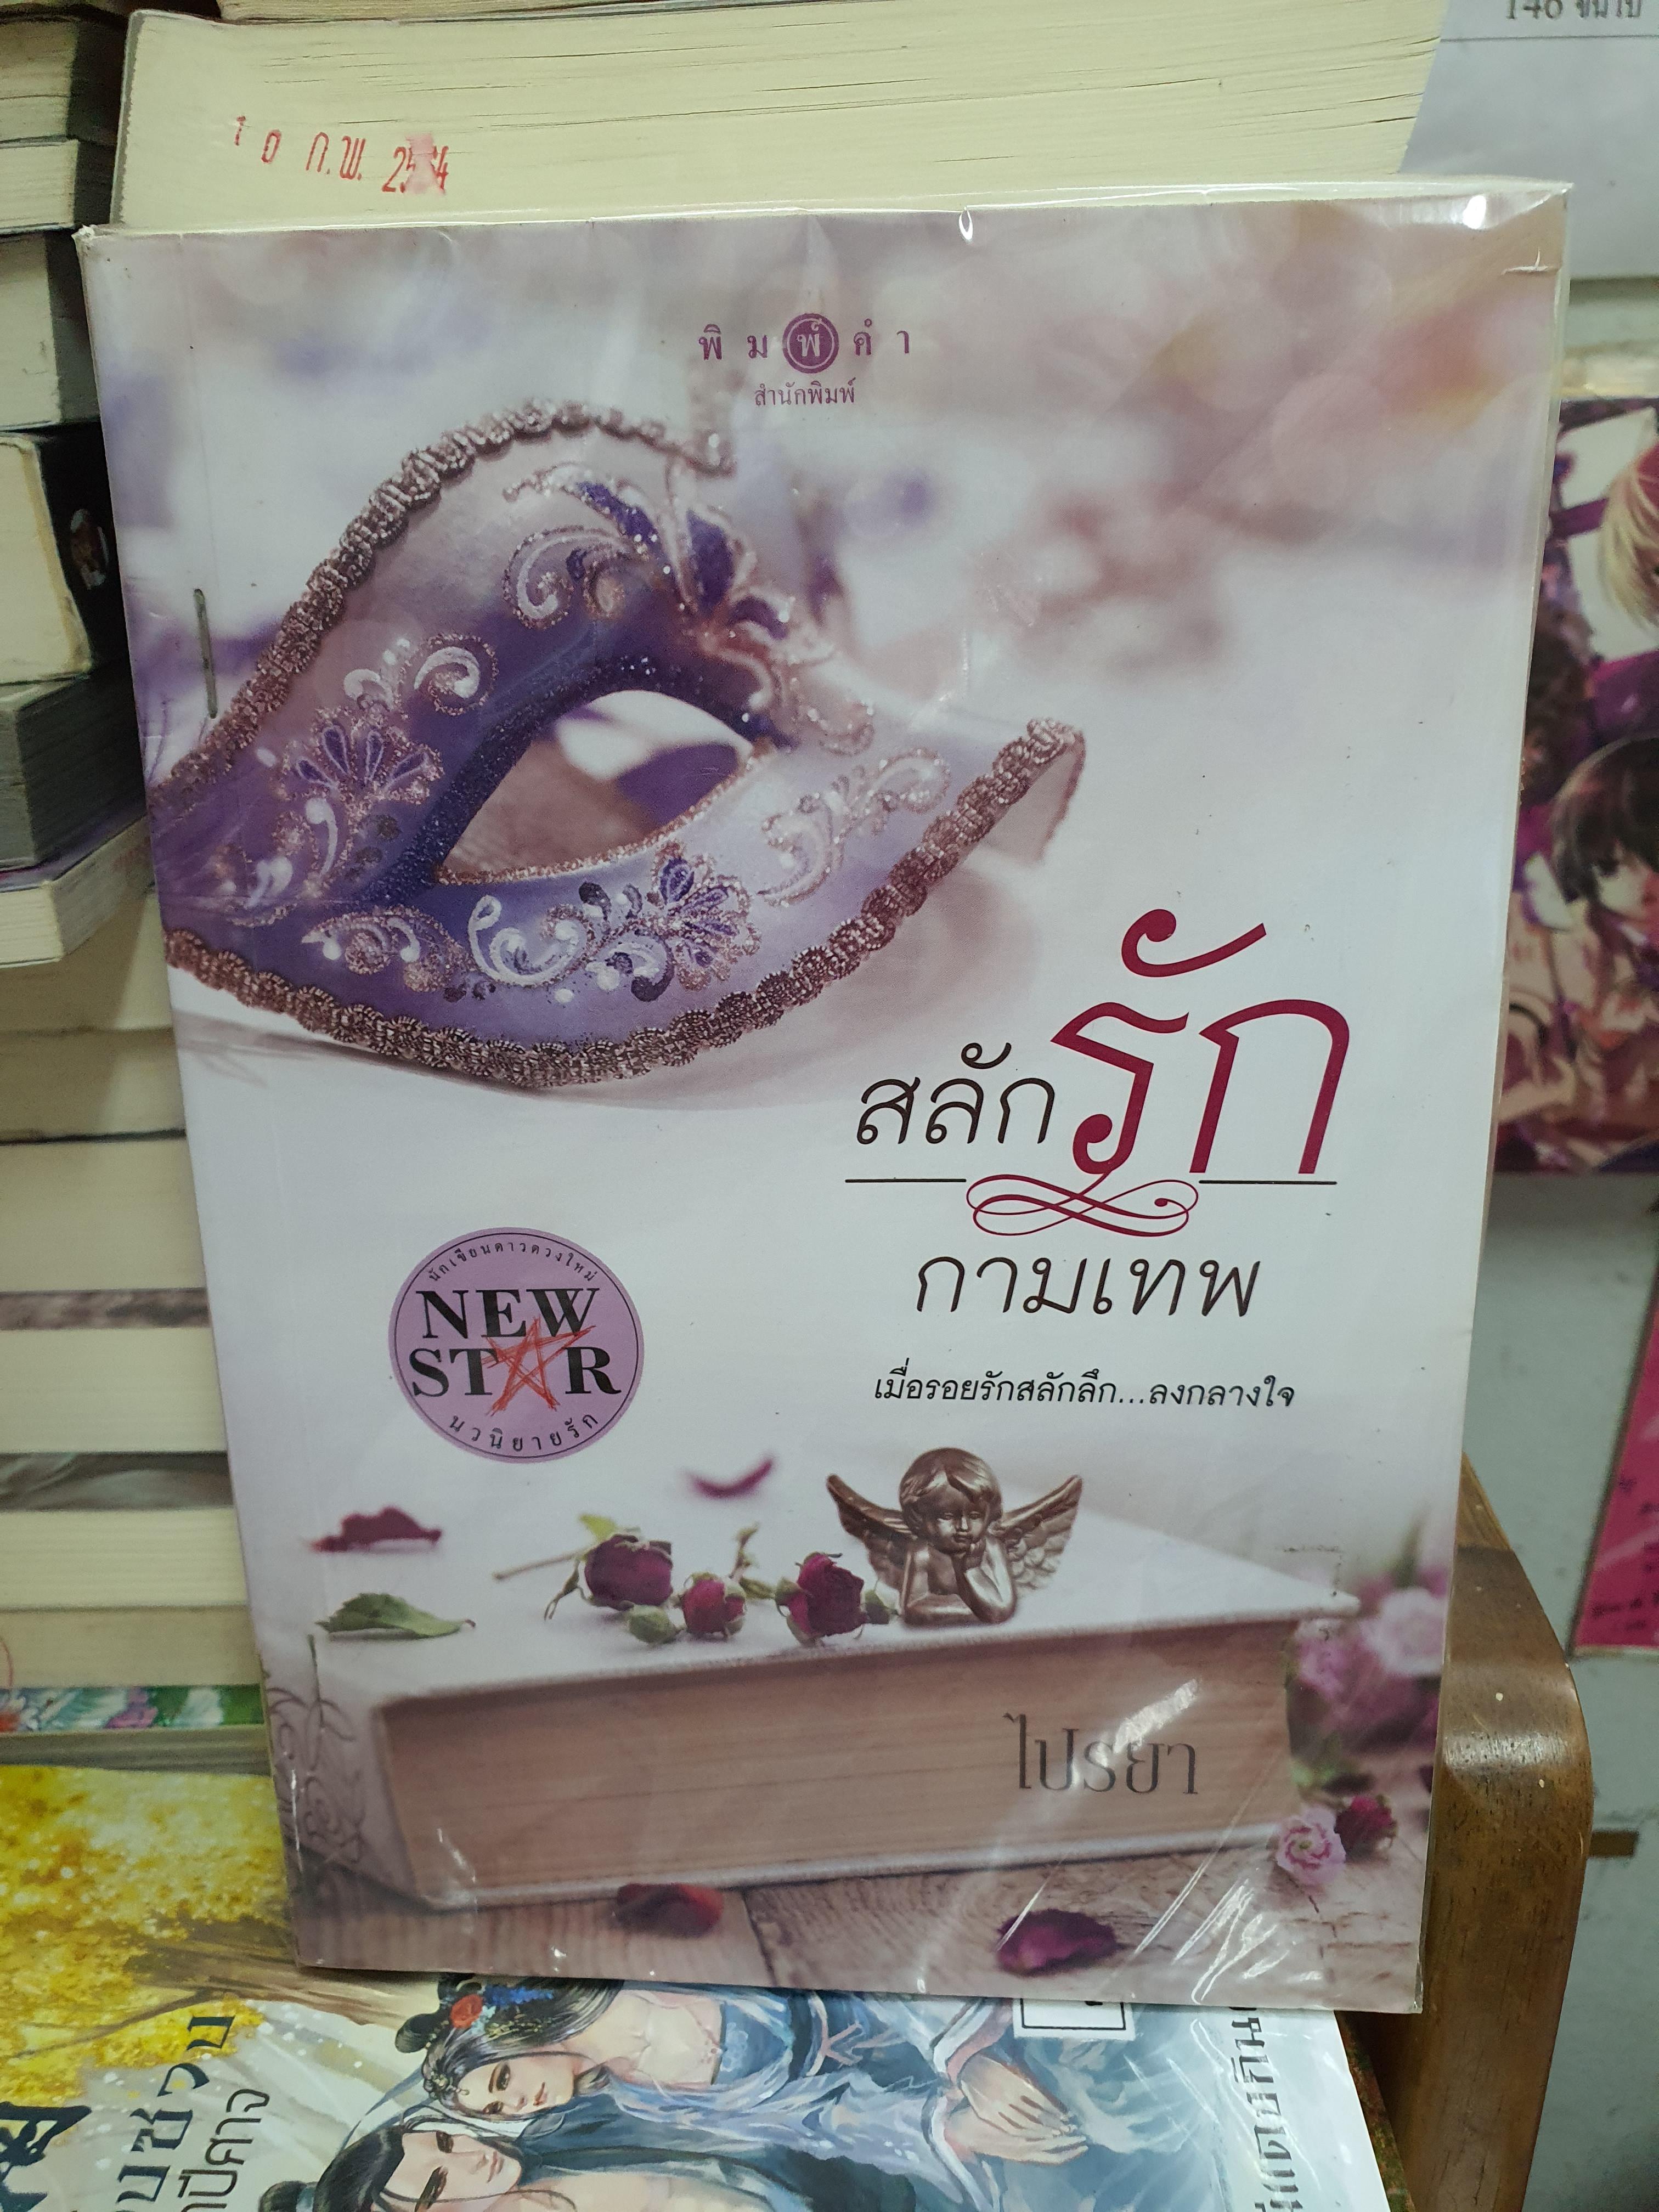 146
10 ก.พ. 2564
พิมพ์คำ
สำนักพิมพ์
สลักรัก
กามเทพ
เมื่อรอยรักสลักลึก...ลงกลางใจ
นักเขียนดาวดวงใหม่
NEW
STAR
นวนิยายรัก
ไปรยา